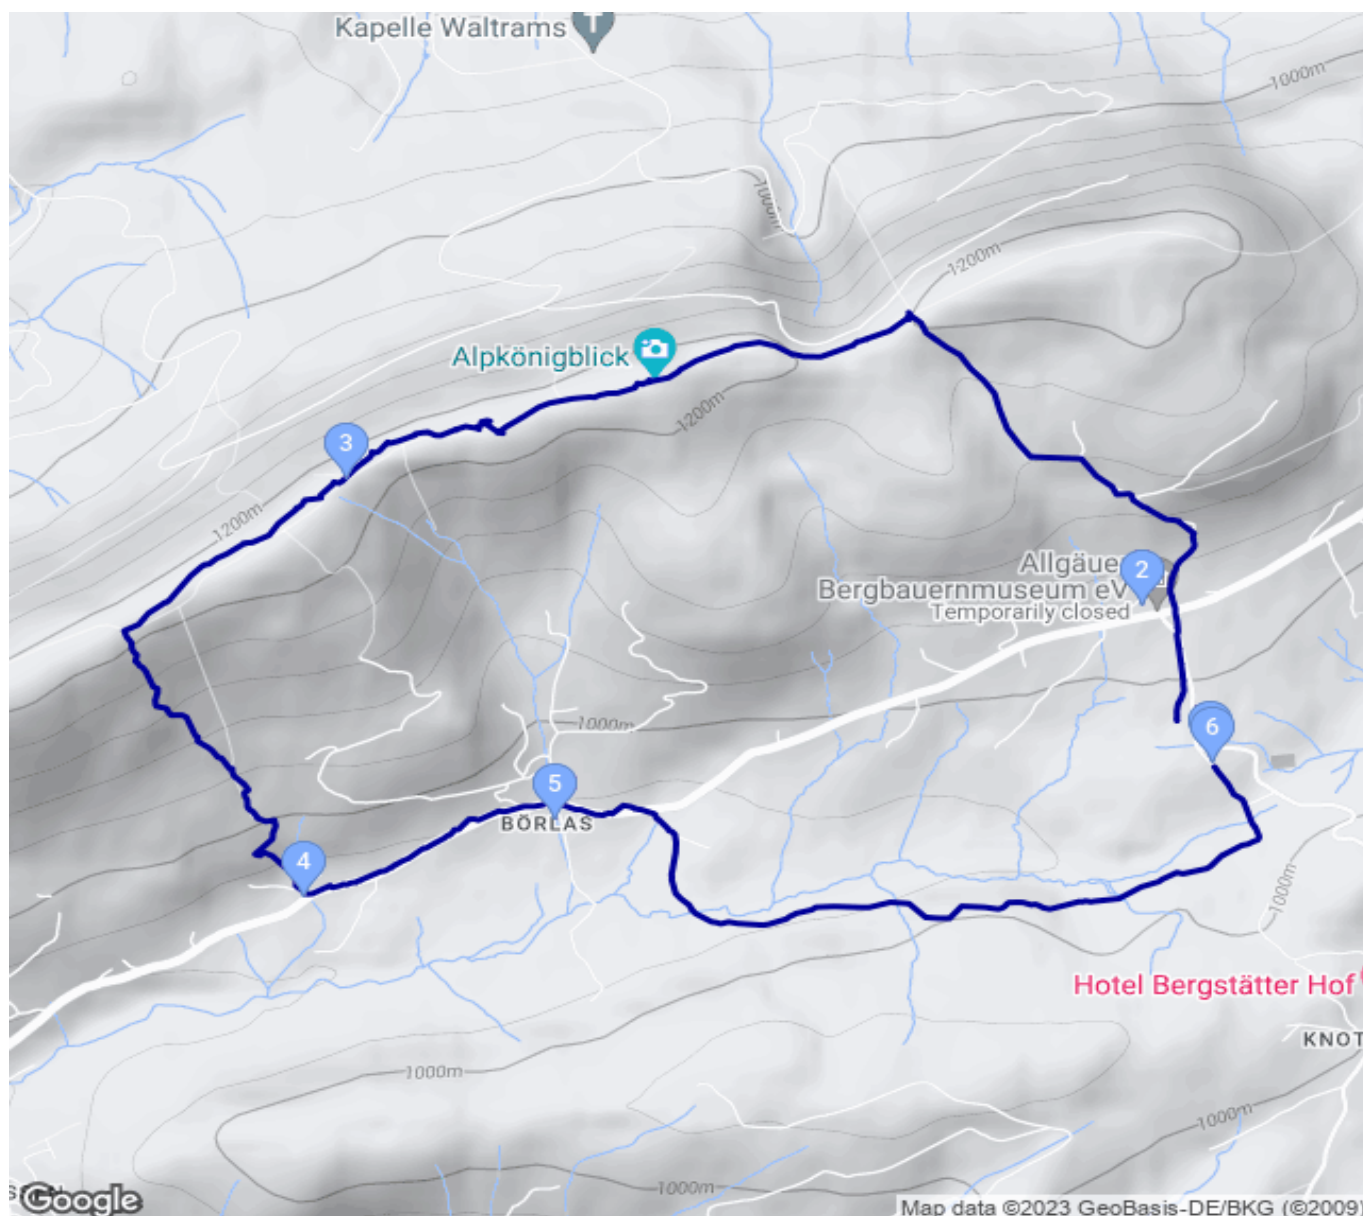 Kapelle Waltrams
1000m
1000m
1200m
Alpkönigblick
1200m
3
1200m
Allgäue
2
Bergbauernmuseum eV
Temporarily closed
1000m
6
5
BÖRLAS
4
1000m
Hotel Bergstätter Hof
KNOT
1000m
1000m
1000m
Google
Map data ©2023 GeoBasis-DE/BKG (©2009)